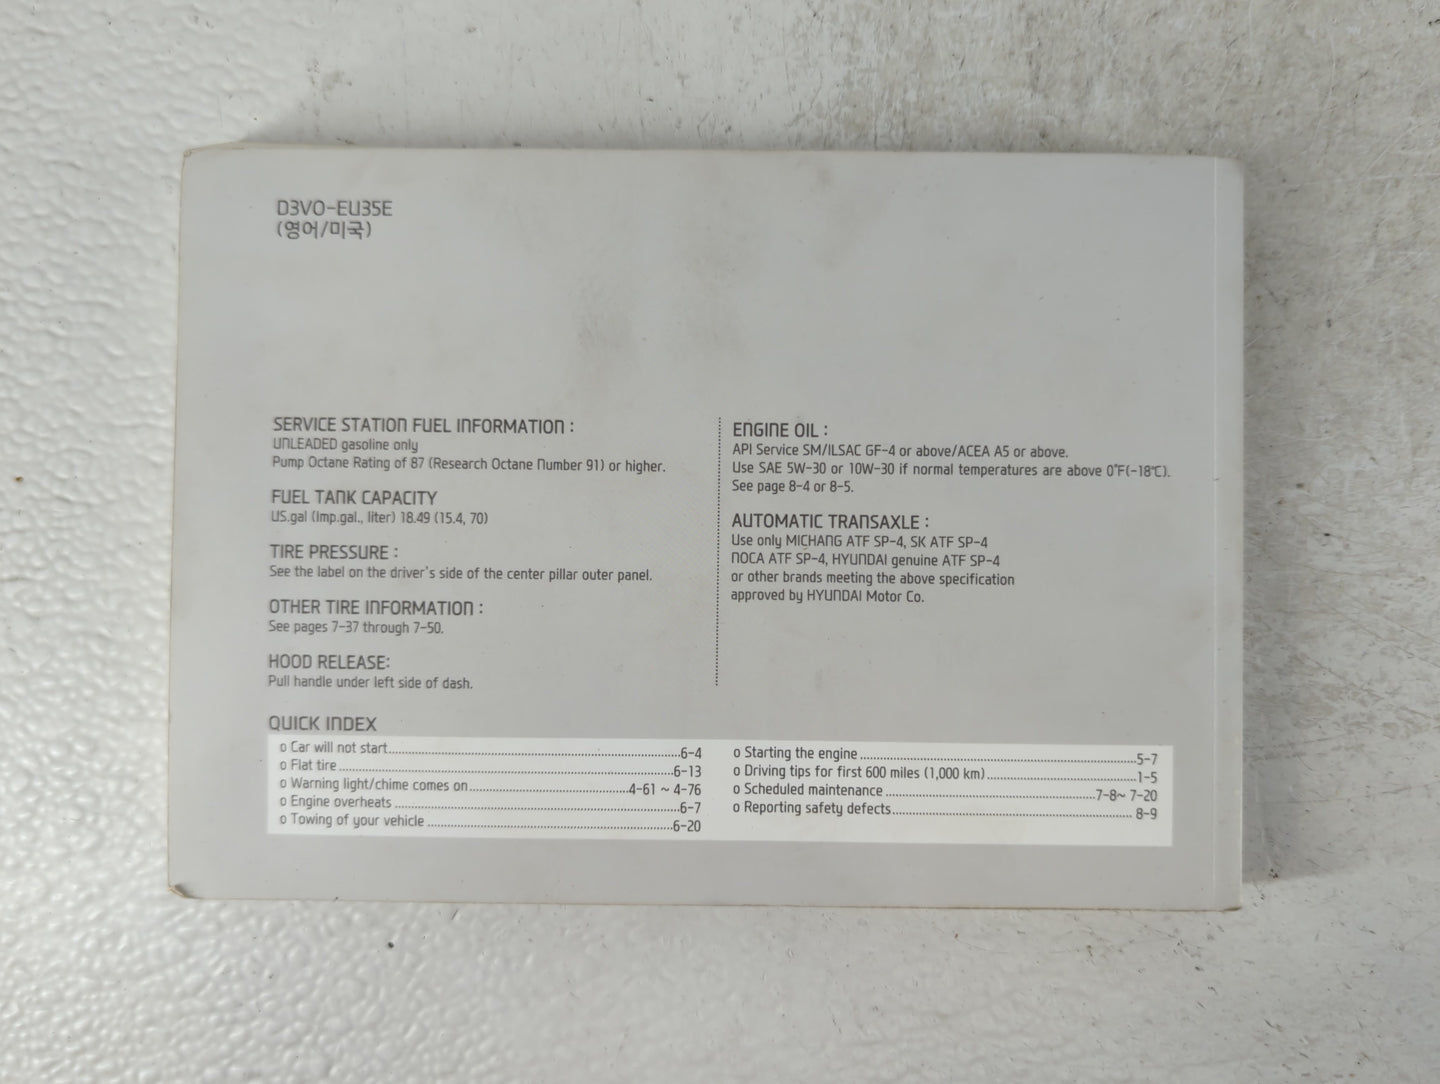 D3VO-EU35E
(영어/미국)
SERVICE STATION FUEL INFORMATION :
UNLEADED gasoline only
Pump Octane Rating of 87 (Research Octane Number 91) or higher.
FUEL TANK CAPACITY
US.gal (Imp.gal., liter) 18.49 (15.4, 70)
TIRE PRESSURE :
See the label on the driver's side of the center pillar outer panel.
OTHER TIRE INFORMATION :
See pages 7-37 through 7-50.
HOOD RELEASE:
Pull handle under left side of dash.
ENGINE OIL :
API Service SM/ILSAC GF-4 or above/ACEA A5 or above.
Use SAE 5W-30 or 10W-30 if normal temperatures are above 0°F(-18℃).
See page 8-4 or 8-5.
AUTOMATIC TRANSAXLE :
Use only MICHANG ATF SP-4, SK ATF SP-4
NOCA ATF SP-4, HYUNDAI genuine ATF SP-4
or other brands meeting the above specification
approved by HYUNDAI Motor Co.
QUICK INDEX
o Car will not start...............6-4
o Flat tire...............6-13
o Warning light/chime comes on...............4-61 ~ 4-76
o Engine overheats...............6-7
o Towing of your vehicle...............6-20
o Starting the engine...............5-7
o Driving tips for first 600 miles (1,000 km)...............1-5
o Scheduled maintenance...............7-8~ 7-20
o Reporting safety defects............... 8-9